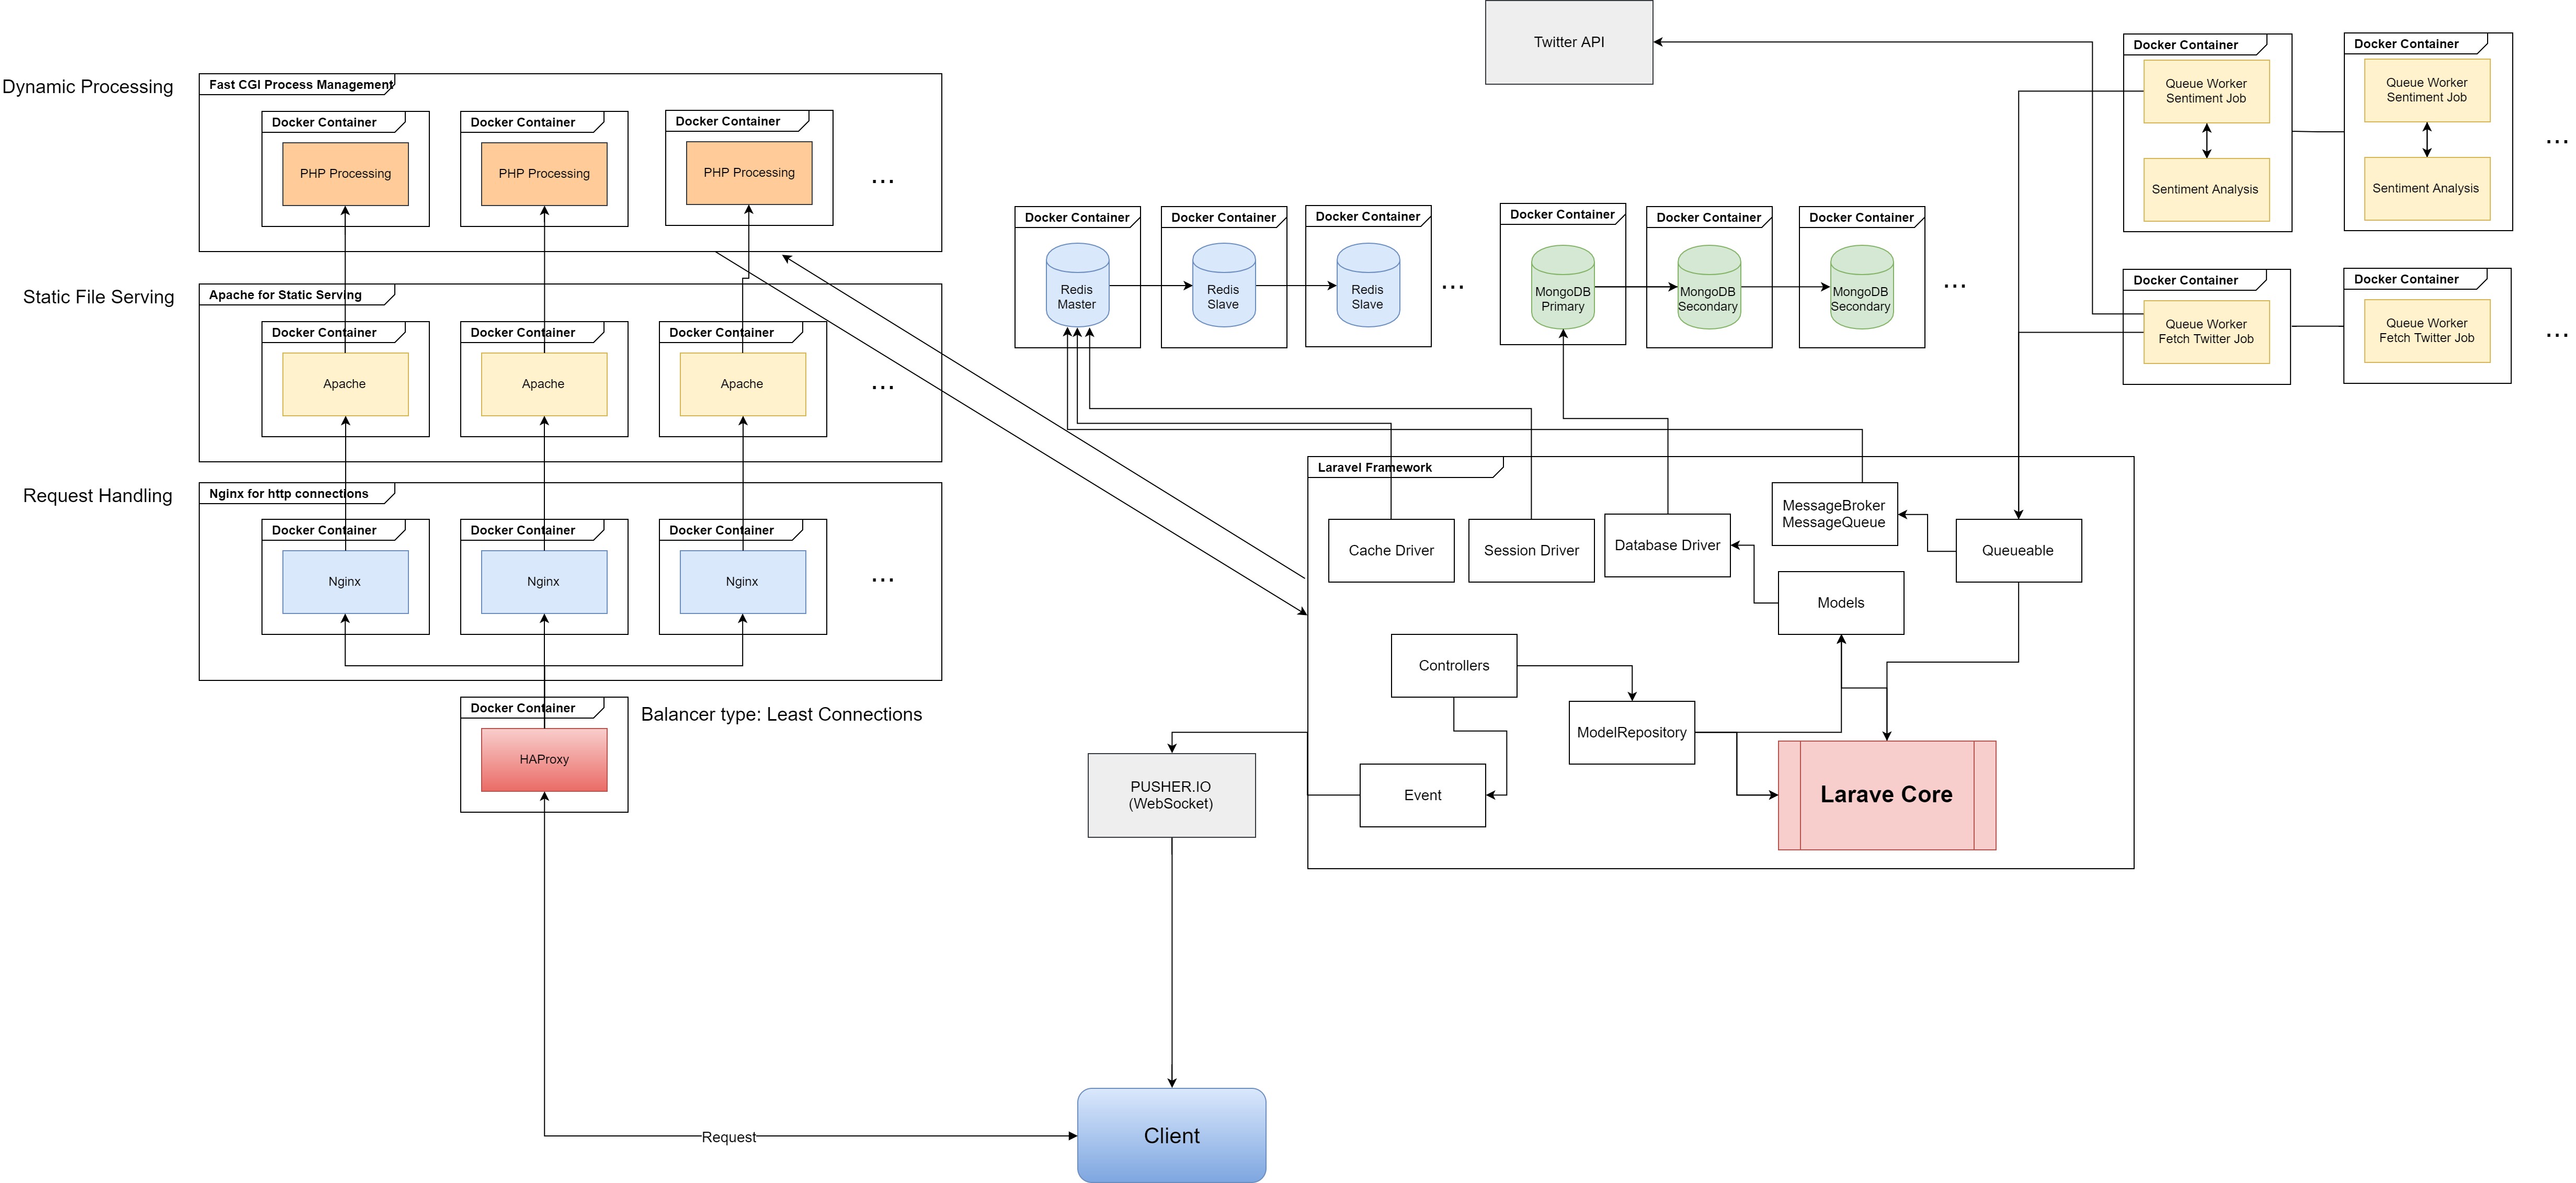 Twitter API
Dynamic Processing
Fast CGI Process Management
Docker Container
PHP Processing
Docker Container
PHP Processing
Docker Container
PHP Processing
...
Static File Serving
Apache for Static Serving
Docker Container
Apache
Docker Container
Apache
Docker Container
Apache
...
Request Handling
Nginx for http connections
Docker Container
Nginx
Docker Container
Nginx
Docker Container
Nginx
...
Docker Container
HAProxy
Balancer type: Least Connections
Docker Container
Redis
Master
Docker Container
Redis
Slave
Docker Container
Redis
Slave
...
Docker Container
MongoDB
Primary
Docker Container
MongoDB
Secondary
Docker Container
MongoDB
Secondary
...
Docker Container
Queue Worker
Sentiment Job
Sentiment Analysis
Docker Container
Queue Worker
Sentiment Job
Sentiment Analysis
...
Docker Container
Queue Worker
Fetch Twitter Job
Docker Container
Queue Worker
Fetch Twitter Job
...
Laravel Framework
Cache Driver
Session Driver
Database Driver
MessageBroker
MessageQueue
Queueable
Models
Controllers
ModelRepository
Event
Larave Core
PUSHER.IO
(WebSocket)
Request
Client